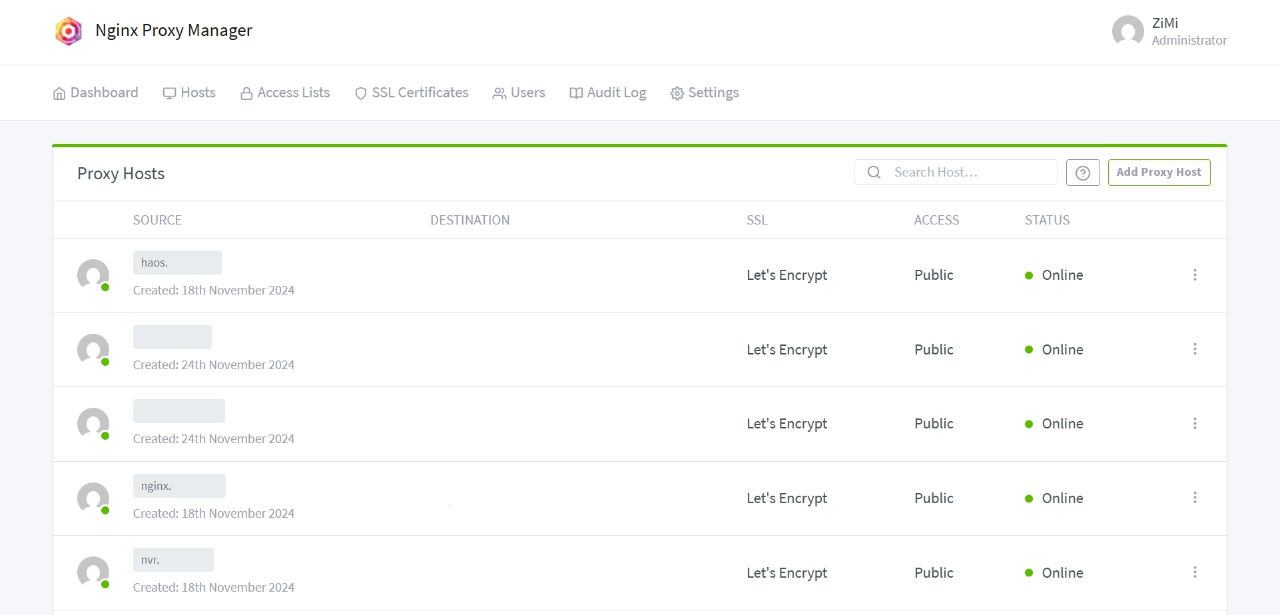 Nginx Proxy Manager
ZiMi
Administrator
Dashboard Hosts Access Lists SSL Certificates Users Audit Log Settings
Proxy Hosts
Search Host...
Add Proxy Host
SOURCE DESTINATION SSL ACCESS STATUS
haos.
Created: 18th November 2024
Let's Encrypt Public Online
Created: 24th November 2024
Let's Encrypt Public Online
Created: 24th November 2024
Let's Encrypt Public Online
nginx.
Created: 18th November 2024
Let's Encrypt Public Online
nvr.
Created: 18th November 2024
Let's Encrypt Public Online